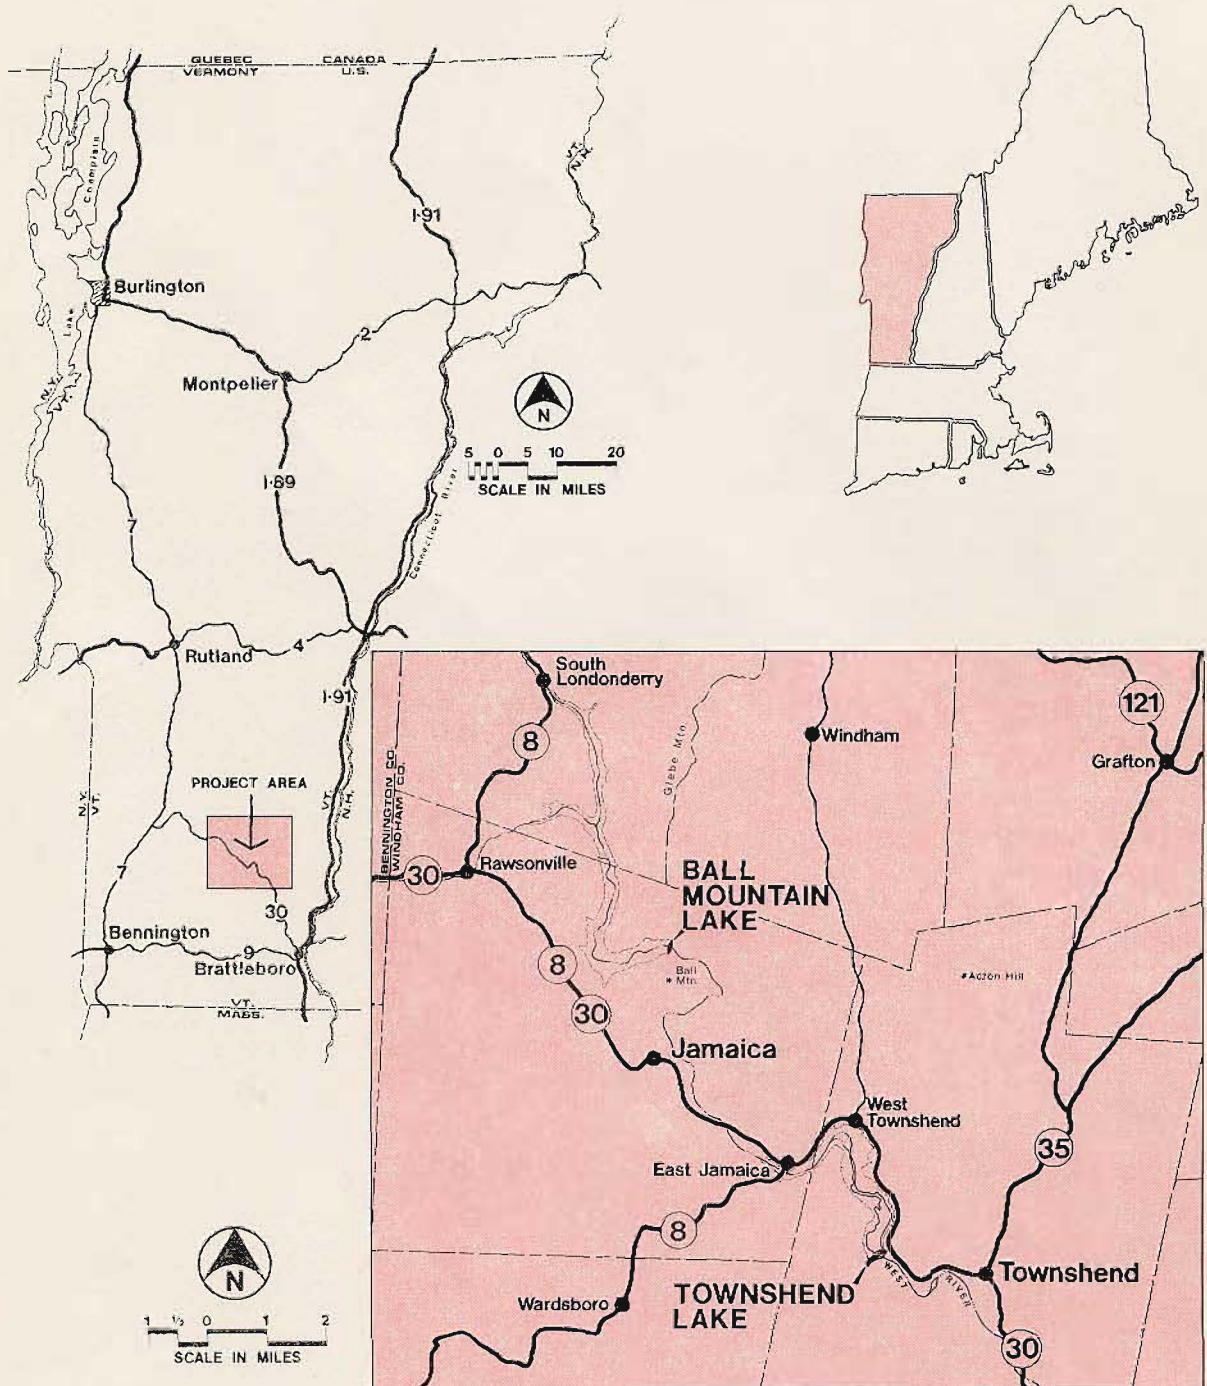 QUEBEC
VERMONT
CANADA
U.S.
VT.
N.H.
Champlain
I-91
Burlington
Lake
2
Montpelier
N.Y.
VT.
N
5 0 5 10 20
SCALE IN MILES
I-89
Connecticut River
7
Rutland
4
I-91
PROJECT AREA
N.Y.
VT.
VT.
N.H.
7
30
Bennington
9
Brattleboro
VT.
MASS.
South
Londonderry
8
Glebe Mtn
Windham
121
Grafton
BENNINGTON CO.
WINDHAM CO.
30
Rawsonville
BALL
MOUNTAIN
LAKE
8
Ball
Mtn.
Acton Hill
30
Jamaica
West
Townshend
35
East Jamaica
8
TOWNSHEND
LAKE
WEST RIVER
Townshend
Wardsboro
30
N
1 ½ 0 1 2
SCALE IN MILES